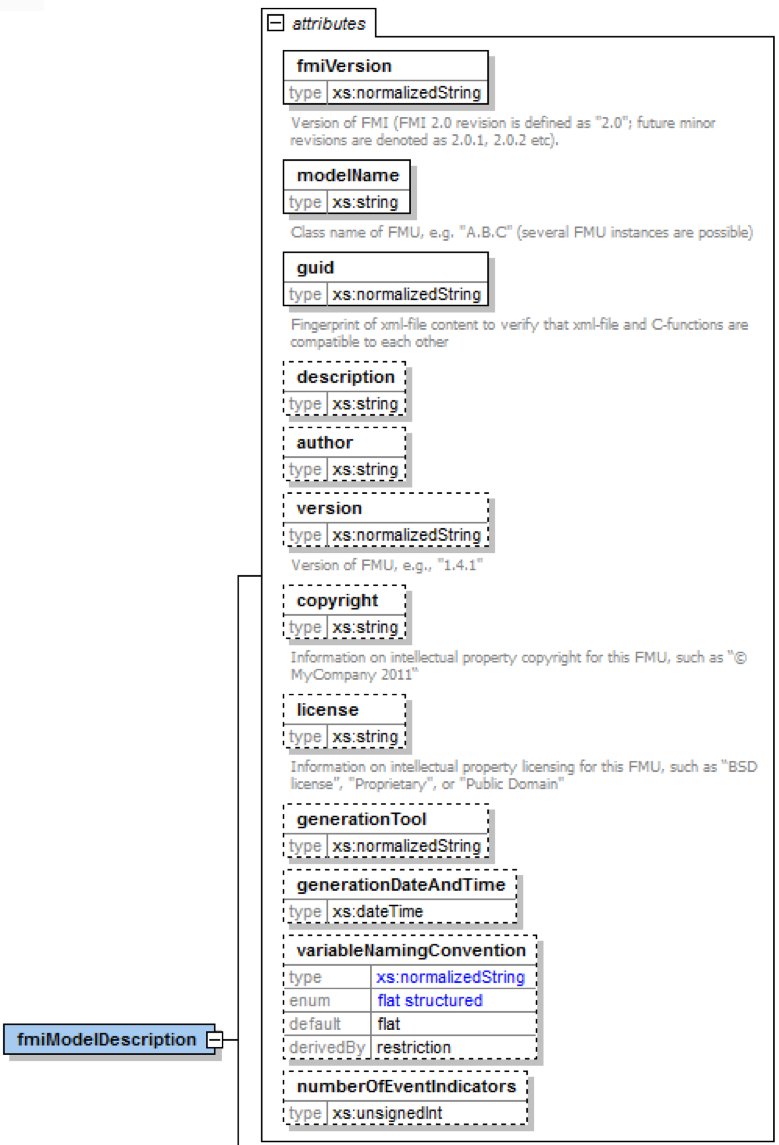 attributes
fmiVersion
type xs:normalizedString
Version of FMI (FMI 2.0 revision is defined as "2.0"; future minor
revisions are denoted as 2.0.1, 2.0.2 etc).
modelName
type xs:string
Class name of FMU, e.g. "A.B.C" (several FMU instances are possible)
guid
type xs:normalizedString
Fingerprint of xml-file content to verify that xml-file and C-functions are
compatible to each other
description
type xs:string
author
type xs:string
version
type xs:normalizedString
Version of FMU, e.g., "1.4.1"
copyright
type xs:string
Information on intellectual property copyright for this FMU, such as “©
MyCompany 2011“
license
type xs:string
Information on intellectual property licensing for this FMU, such as “BSD
license”, "Proprietary", or "Public Domain"
generationTool
type xs:normalizedString
generationDateAndTime
type xs:dateTime
variableNamingConvention
type xs:normalizedString
enum flat structured
default flat
derivedBy restriction
fmiModelDescription
numberOfEventIndicators
type xs:unsignedInt